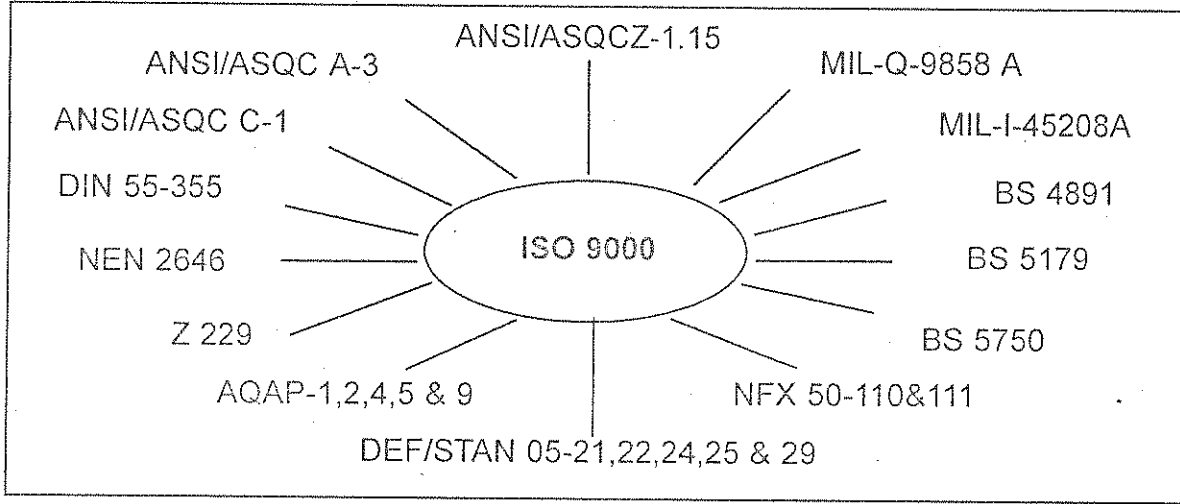 ANSI/ASQCZ-1.15
ANSI/ASQC A-3
MIL-Q-9858 A
ANSI/ASQC C-1
MIL-I-45208A
DIN 55-355
BS 4891
ISO 9000
NEN 2646
BS 5179
Z 229
BS 5750
AQAP-1,2,4,5 & 9
NFX 50-110&111
DEF/STAN 05-21,22,24,25 & 29